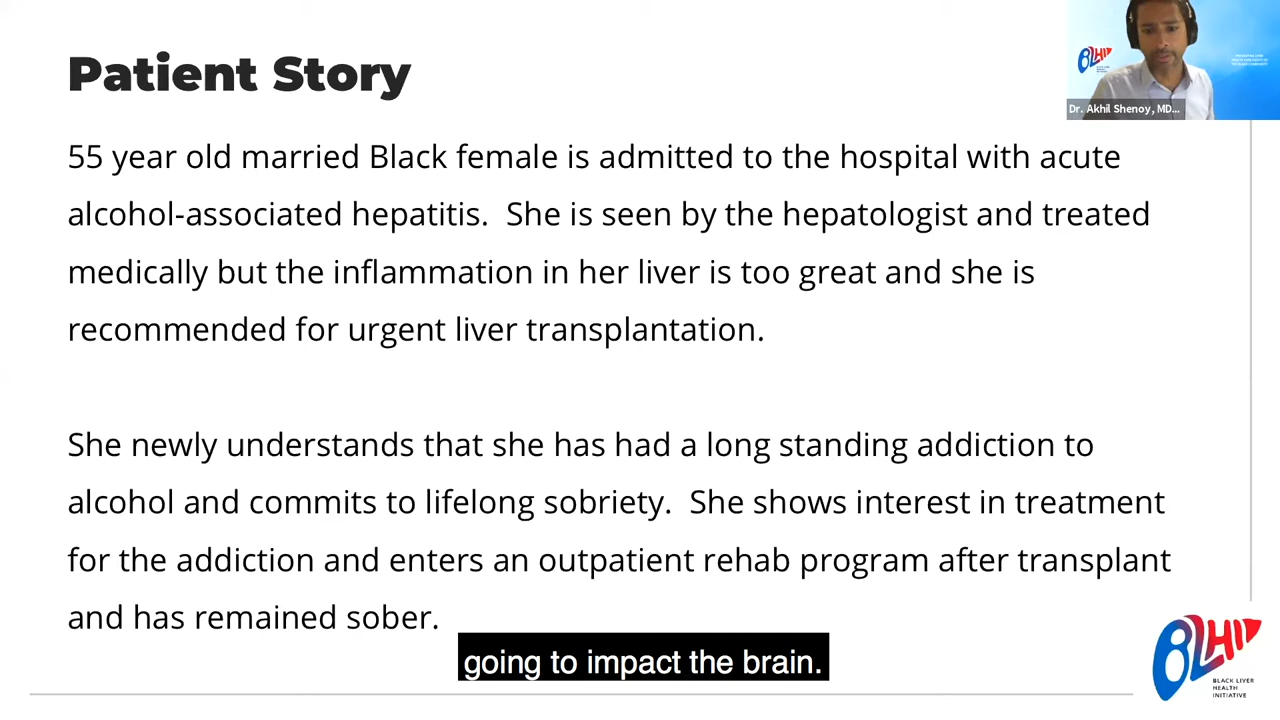 Patient Story
Dr. Akhil Shenoy, MD...
55 year old married Black female is admitted to the hospital with acute
alcohol-associated hepatitis.  She is seen by the hepatologist and treated
medically but the inflammation in her liver is too great and she is
recommended for urgent liver transplantation.
She newly understands that she has had a long standing addiction to
alcohol and commits to lifelong sobriety.  She shows interest in treatment
for the addiction and enters an outpatient rehab program after transplant
and has remained sober.
going to impact the brain.
BLHI
BLACK LIVER
HEALTH
INITIATIVE